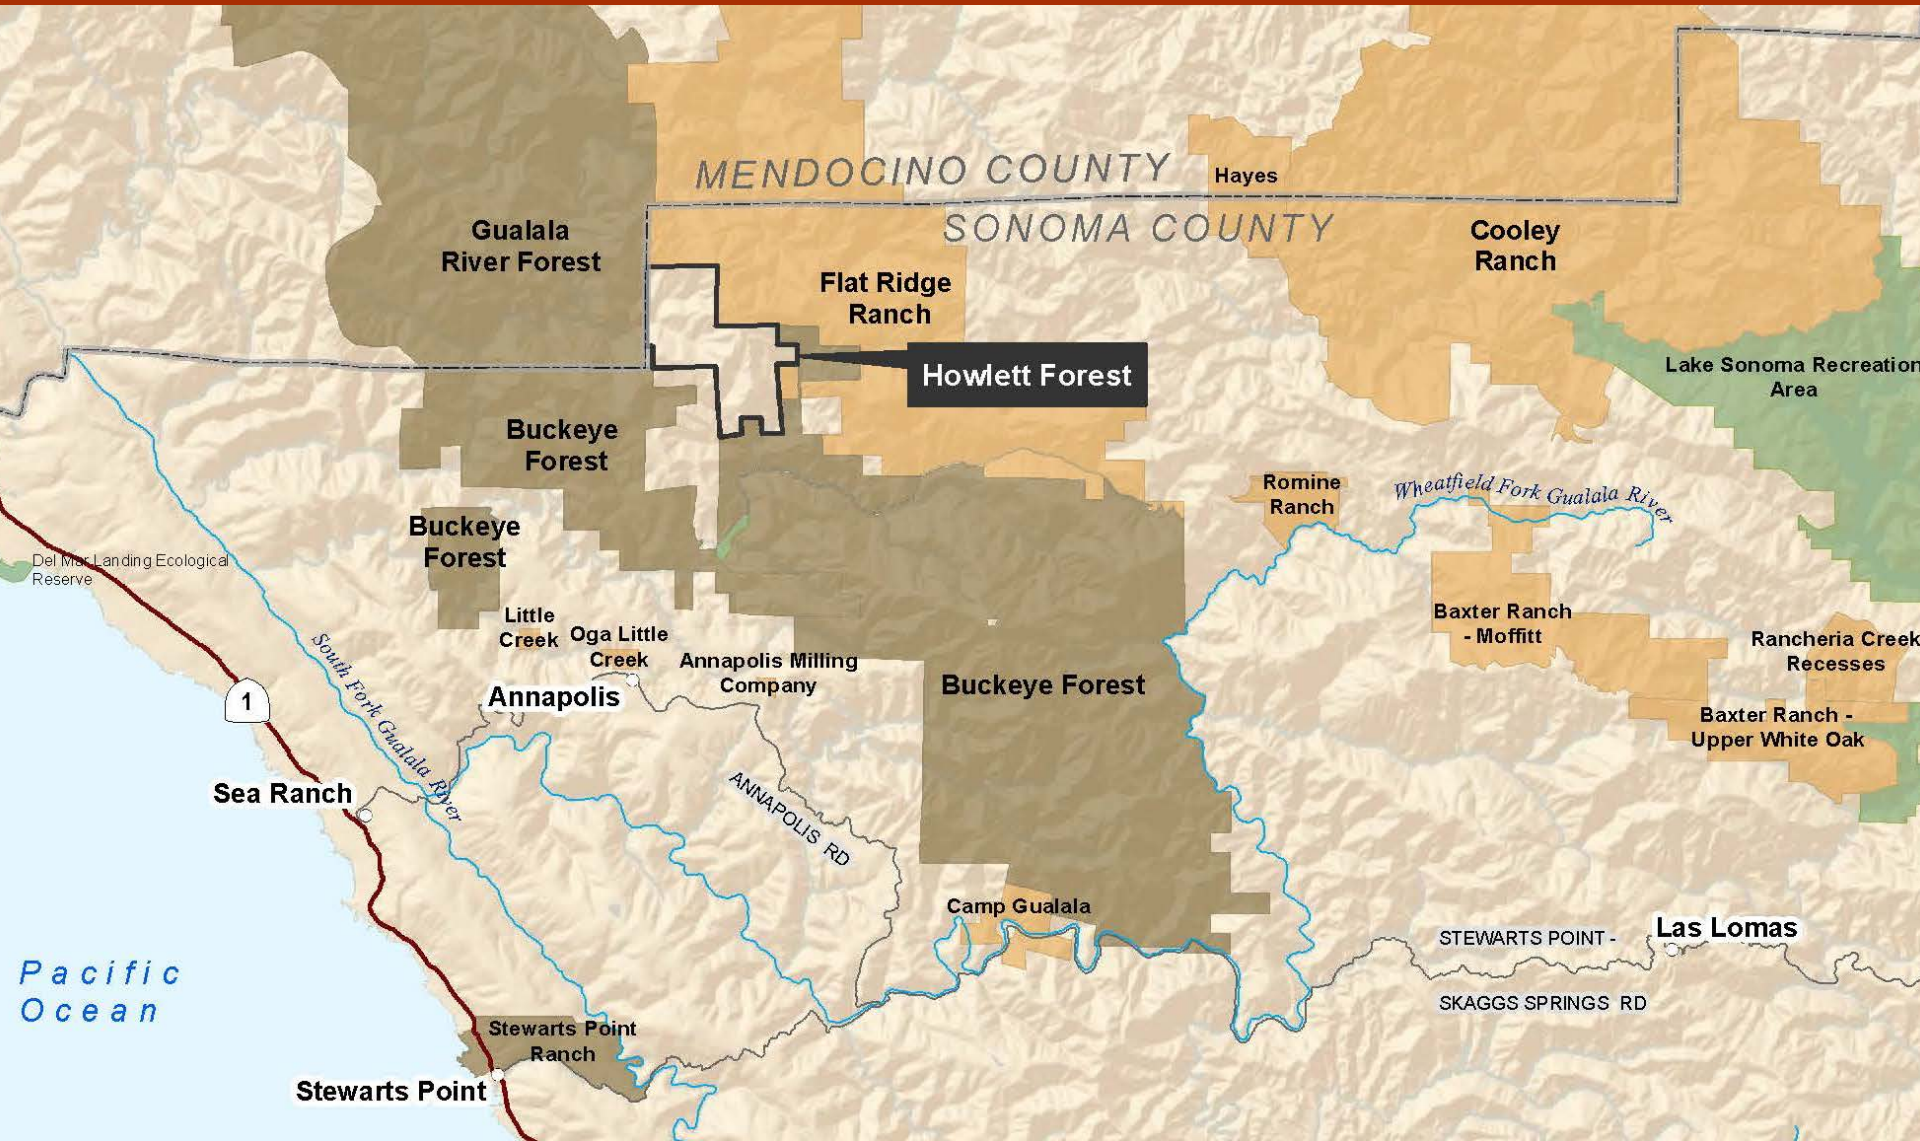 MENDOCINO COUNTY
Hayes
SONOMA COUNTY
Gualala
River Forest
Cooley
Ranch
Flat Ridge
Ranch
Howlett Forest
Lake Sonoma Recreation
Area
Buckeye
Forest
Romine
Ranch
Wheatfield Fork Gualala River
Buckeye
Forest
Del Mar Landing Ecological
Reserve
Little
Creek
Oga Little
Creek
Baxter Ranch
- Moffitt
Rancheria Creek
Recesses
Annapolis Milling
Company
Buckeye Forest
Annapolis
1
South Fork Gualala River
Baxter Ranch -
Upper White Oak
Sea Ranch
ANNAPOLIS RD
Camp Gualala
Las Lomas
STEWARTS POINT -
SKAGGS SPRINGS RD
Pacific
Ocean
Stewarts Point
Ranch
Stewarts Point